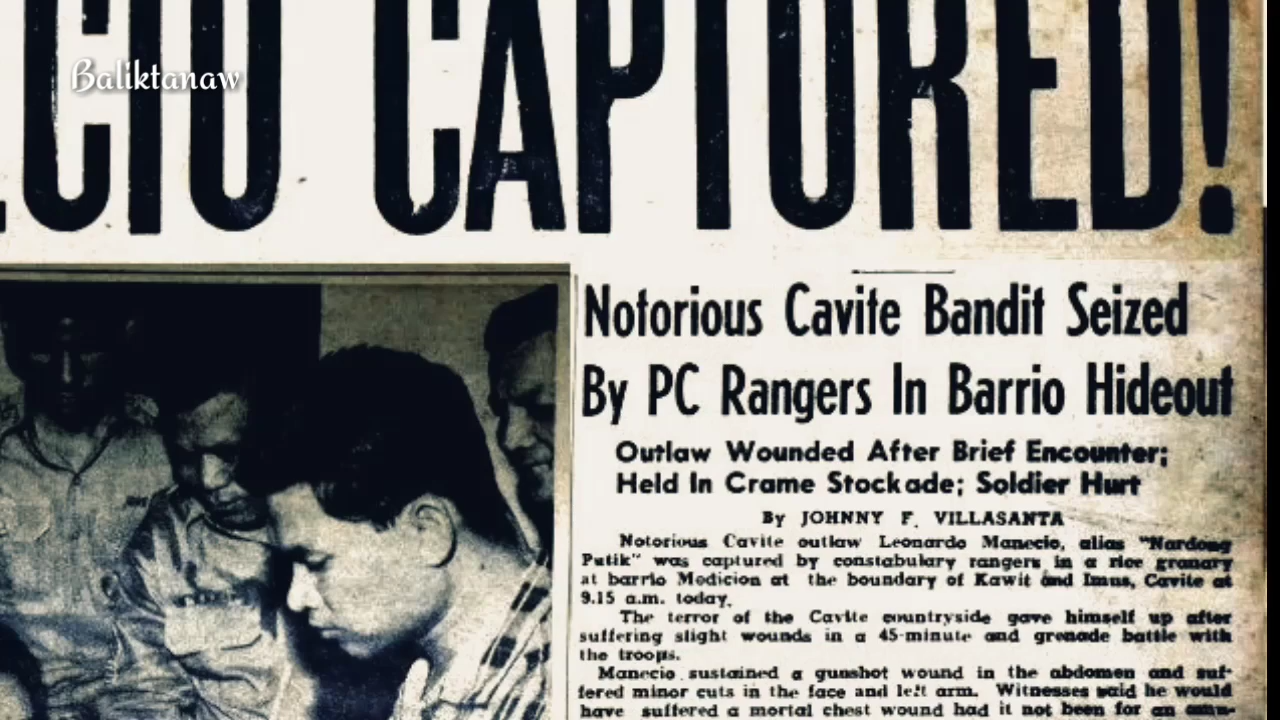 ECIO CAPTURED!
Baliktanaw
Notorious Cavite Bandit Seized
By PC Rangers In Barrio Hideout
Outlaw Wounded After Brief Encounter;
Held In Crame Stockade; Soldier Hurt
By JOHNNY F. VILLASANTA
Notorious Cavite outlaw Leonardo Manecio, alias "Nardong
Putik" was captured by constabulary rangers in a rice granary
at barrio Medicion at the boundary of Kawit and Imus, Cavite at
9.15 a.m. today.
The terror of the Cavite countryside gave himself up after
suffering slight wounds in a 45-minute and grenade battle with
the troops.
Manecio sustained a gunshot wound in the abdomen and suf-
fered minor cuts in the face and left arm. Witnesses said he would
have suffered a mortal chest wound had it not been for an amu-